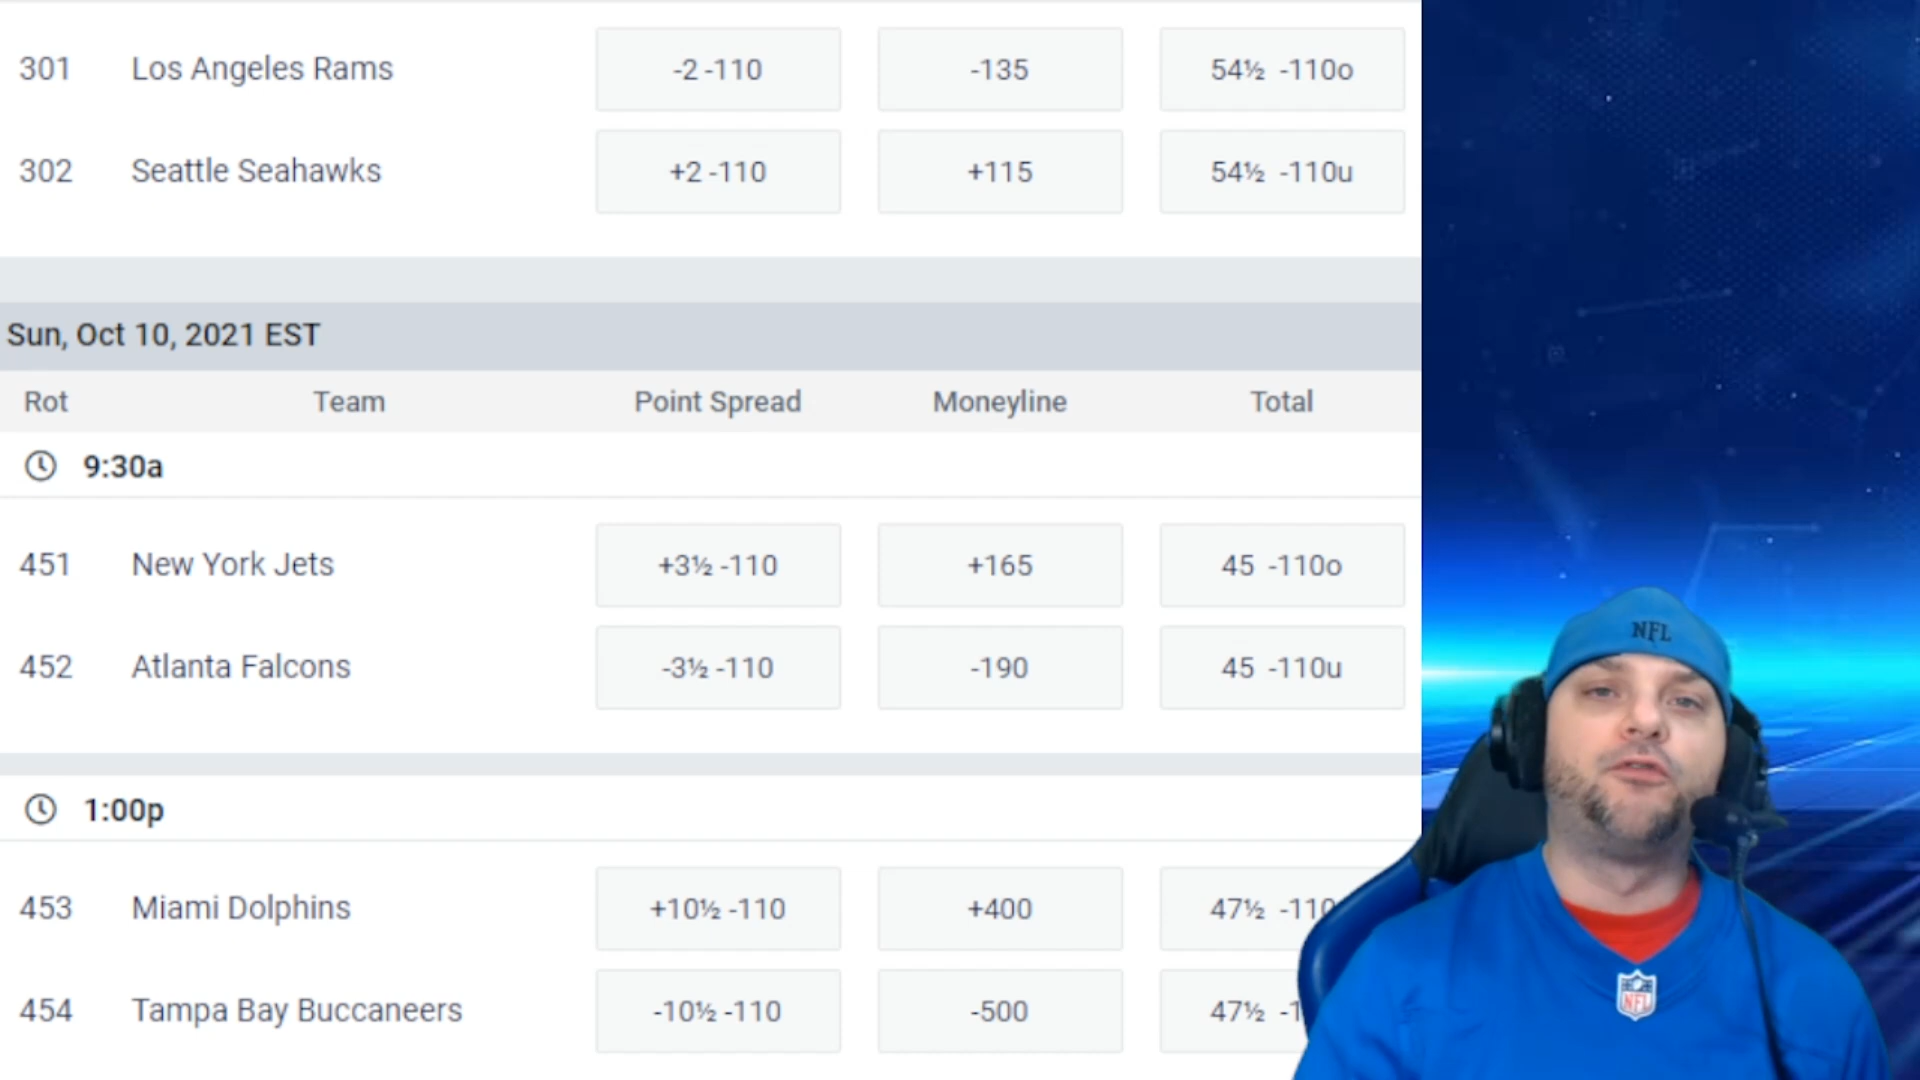 301 Los Angeles Rams -2 -110 -135 54½ -110o
302 Seattle Seahawks +2 -110 +115 54½ -110u
Sun, Oct 10, 2021 EST
Rot Team Point Spread Moneyline Total
9:30a
451 New York Jets +3½ -110 +165 45 -110o
452 Atlanta Falcons -3½ -110 -190 45 -110u
1:00p
453 Miami Dolphins +10½ -110 +400 47½ -110
454 Tampa Bay Buccaneers -10½ -110 -500 47½
NFL
NFL